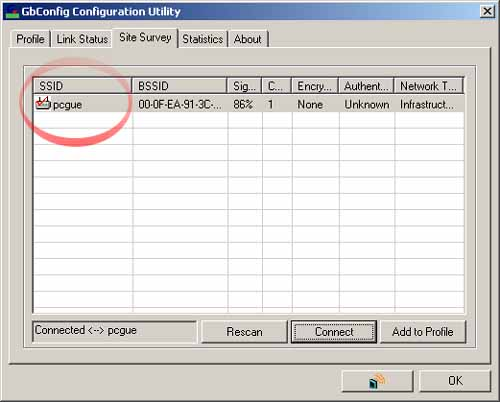 GbConfig Configuration Utility
Profile Link Status Site Survey Statistics About
SSID BSSID Sig... C... Encry... Authent... Network T...
pcgue 00-0F-EA-91-3C-... 86% 1 None Unknown Infrastruct...
Connected <--> pcgue Rescan Connect Add to Profile
OK